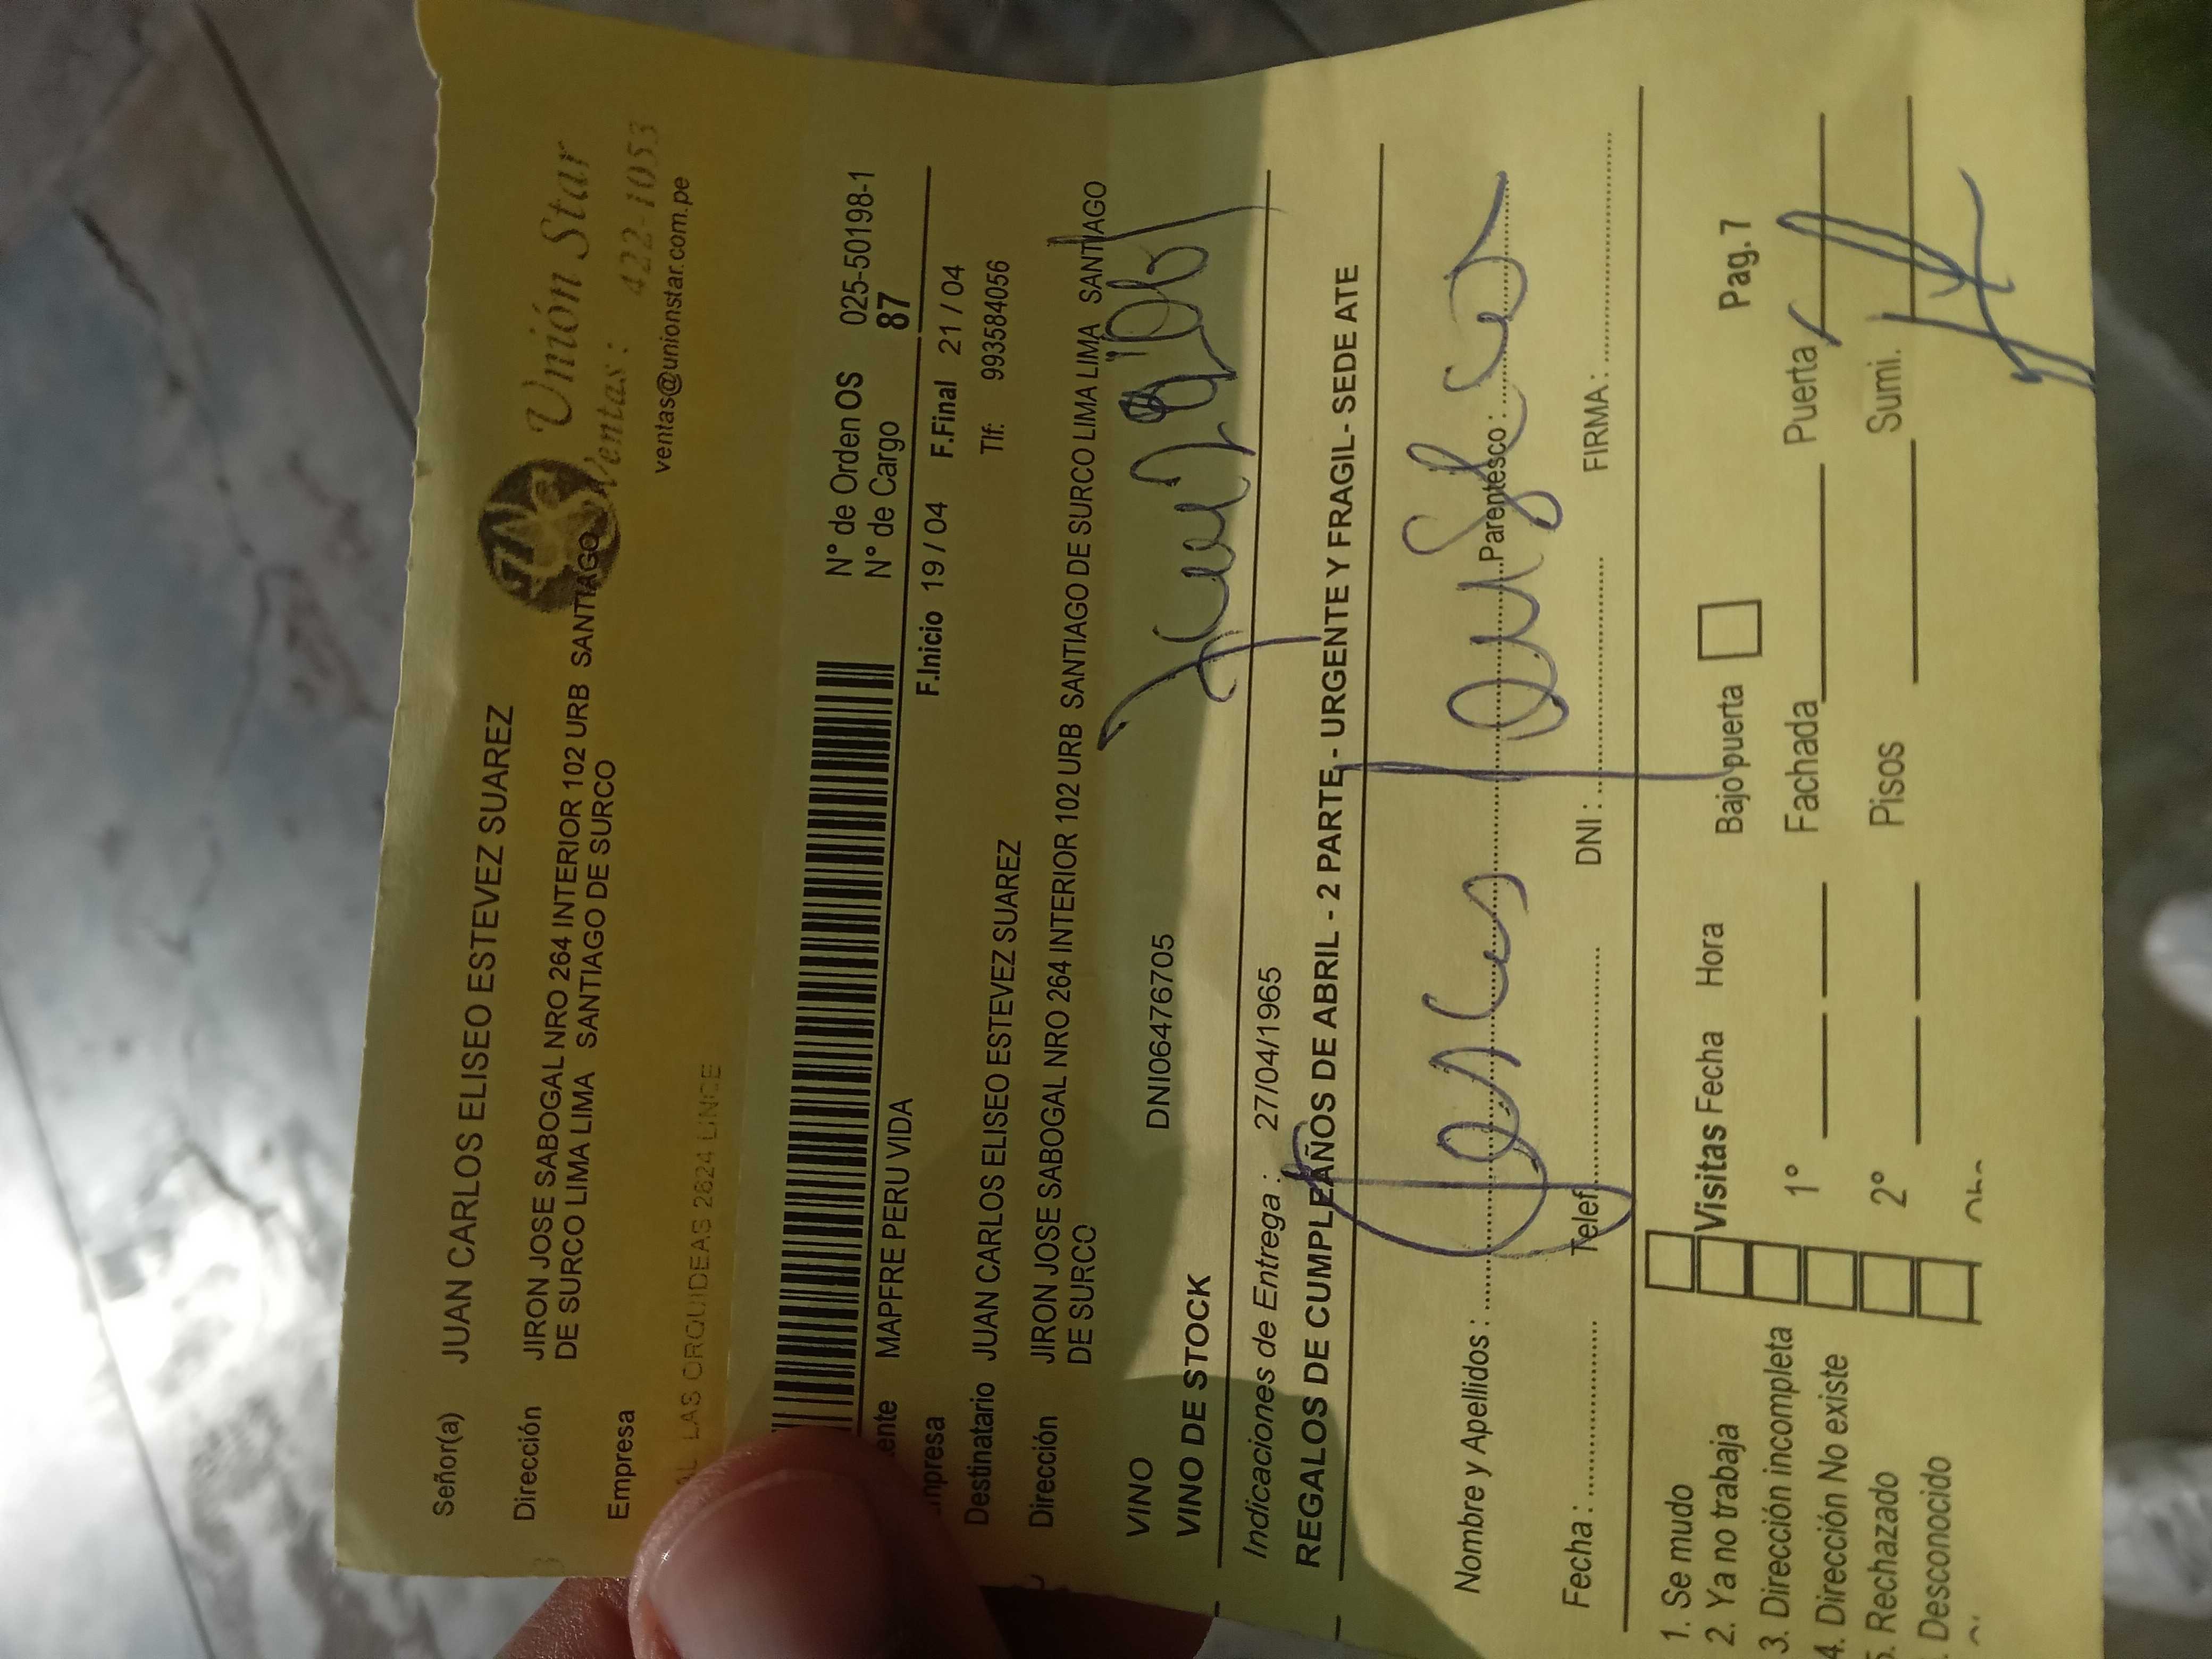 Señor(a) JUAN CARLOS ELISEO ESTEVEZ SUAREZ
Unión Star
Dirección JIRON JOSE SABOGAL NRO 264 INTERIOR 102 URB SANTIAGO
DE SURCO LIMA LIMA SANTIAGO DE SURCO
Ventas: 422-1053
Empresa
ventas@unionstar.com.pe
LAS ORQUIDEAS 2624 LINCE
N° de Orden OS 025-50198-1
N° de Cargo 87
MAPFRE PERU VIDA
F.Inicio 19 / 04 F.Final 21 / 04
Destinatario JUAN CARLOS ELISEO ESTEVEZ SUAREZ Tlf: 993584056
Dirección JIRON JOSE SABOGAL NRO 264 INTERIOR 102 URB SANTIAGO DE SURCO LIMA LIMA SANTIAGO
DE SURCO
VINO DNI06476705
VINO DE STOCK
Indicaciones de Entrega : 27/04/1965
REGALOS DE CUMPLEAÑOS DE ABRIL - 2 PARTE - URGENTE Y FRAGIL- SEDE ATE
Nombre y Apellidos : Parentesco :
Fecha : Telef. DNI : FIRMA :
1. Se mudo
2. Ya no trabaja Visitas Fecha Hora Bajo puerta Pag. 7
3. Dirección incompleta 1° Fachada Puerta
4. Dirección No existe
5. Rechazado 2° Pisos Sumi.
Desconocido